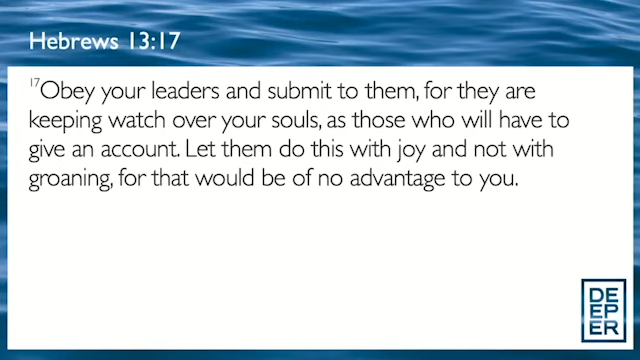 Hebrews 13:17
17Obey your leaders and submit to them, for they are
keeping watch over your souls, as those who will have to
give an account. Let them do this with joy and not with
groaning, for that would be of no advantage to you.
DE
EP
ER